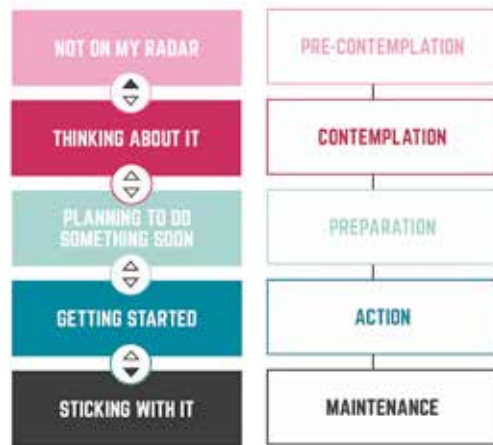 NOT ON MY RADAR
PRE-CONTEMPLATION
THINKING ABOUT IT
CONTEMPLATION
PLANNING TO DO
SOMETHING SOON
PREPARATION
GETTING STARTED
ACTION
STICKING WITH IT
MAINTENANCE